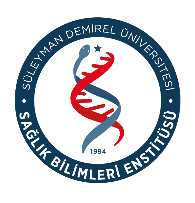 SÜLEYMAN DEMİREL ÜNİVERSİTESİ
SAĞLIK BİLİMLERİ ENSTİTÜSÜ
1994